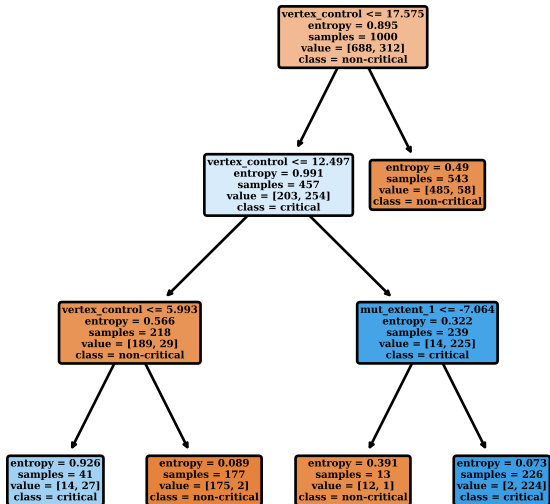 vertex_control <= 17.575
entropy = 0.895
samples = 1000
value = [688, 312]
class = non-critical
vertex_control <= 12.497
entropy = 0.991
samples = 457
value = [203, 254]
class = critical
entropy = 0.49
samples = 543
value = [485, 58]
class = non-critical
vertex_control <= 5.993
entropy = 0.566
samples = 218
value = [189, 29]
class = non-critical
mut_extent_1 <= -7.064
entropy = 0.322
samples = 239
value = [14, 225]
class = critical
entropy = 0.926
samples = 41
value = [14, 27]
class = critical
entropy = 0.089
samples = 177
value = [175, 2]
class = non-critical
entropy = 0.391
samples = 13
value = [12, 1]
class = non-critical
entropy = 0.073
samples = 226
value = [2, 224]
class = critical